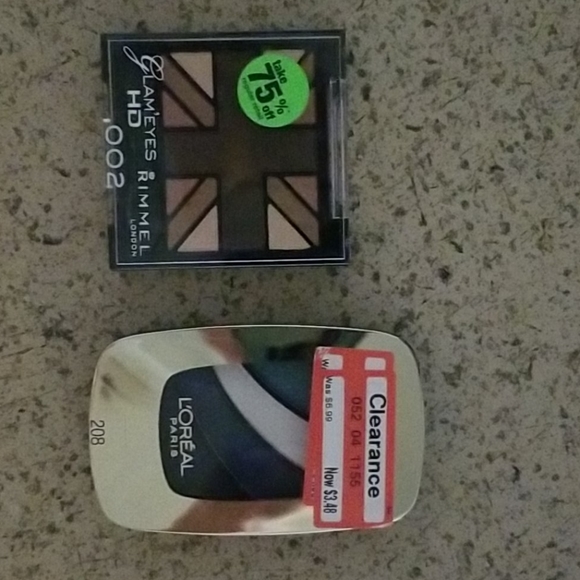 GLAM'EYES
HD
.002
RIMMEL
LONDON
take
75%
off
L'ORÉAL
PARIS
208
Clearance
052 04 1156
Was $6.99
Now $3.48